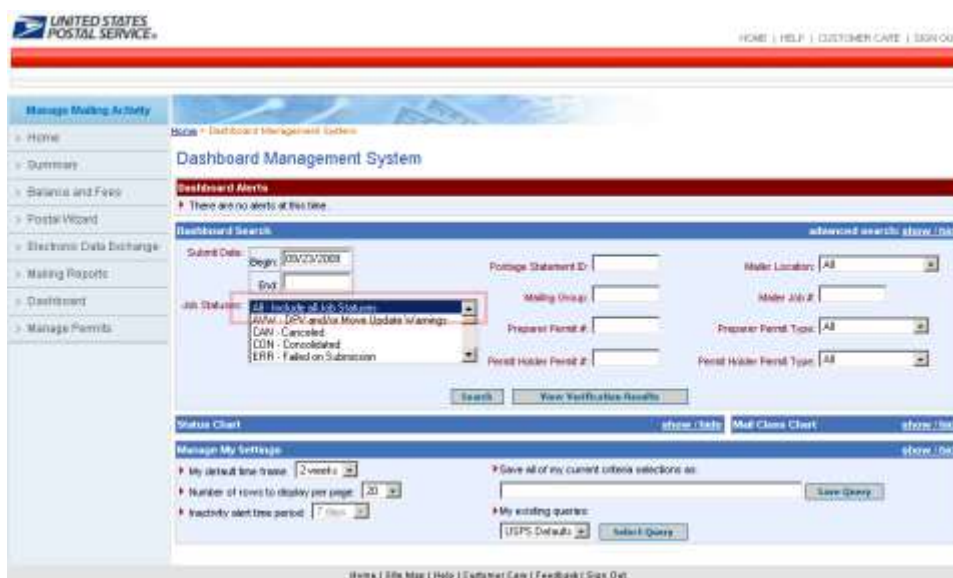 UNITED STATES
POSTAL SERVICE®
HOME | HELP | CUSTOMER CARE | SIGN OU
Manage Mailing Activity
Home
Summary
Balance and Fees
Postal Wizard
Electronic Data Exchange
Mailing Reports
Dashboard
Manage Permits
Home > Dashboard Management System
Dashboard Management System
Dashboard Alerts
There are no alerts at this time.
Dashboard Search advanced search: show / hid
Submit Date: Begin: 09/23/2009
End:
Job Statuses: All - Include all Job Statuses
AVW - DPV and/or Move Update Warnings
CAN - Canceled
CON - Consolidated
ERR - Failed on Submission
Postage Statement ID:
Mailing Group:
Preparer Permit #:
Permit Holder Permit #:
Mailer Location: All
Mailer Job #:
Preparer Permit Type: All
Permit Holder Permit Type: All
Search View Verification Results
Status Chart show / hide Mail Class Chart show / hid
Manage My Settings show / hid
My default time frame: 2 weeks
Number of rows to display per page: 20
Inactivity alert time period: 7 days
Save all of my current criteria selections as:
Save Query
My existing queries:
USPS Defaults Select Query
Home | Site Map | Help | Customer Care | Feedback | Sign Out